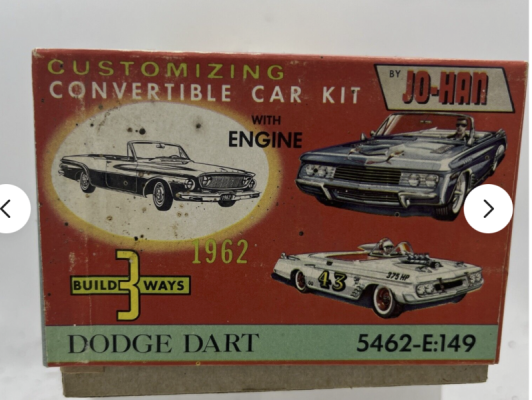 CUSTOMIZING
CONVERTIBLE CAR KIT
BY JO-HAN
WITH
ENGINE
1962
43
375 HP
BUILD 3 WAYS
DODGE DART
5462-E:149